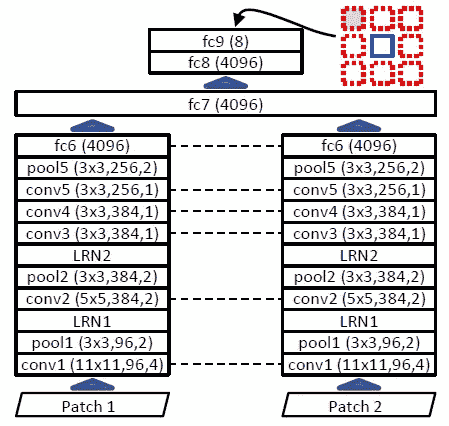 fc9 (8)
fc8 (4096)
fc7 (4096)
fc6 (4096)
pool5 (3x3,256,2)
conv5 (3x3,256,1)
conv4 (3x3,384,1)
conv3 (3x3,384,1)
LRN2
pool2 (3x3,384,2)
conv2 (5x5,384,2)
LRN1
pool1 (3x3,96,2)
conv1 (11x11,96,4)
Patch 1
fc6 (4096)
pool5 (3x3,256,2)
conv5 (3x3,256,1)
conv4 (3x3,384,1)
conv3 (3x3,384,1)
LRN2
pool2 (3x3,384,2)
conv2 (5x5,384,2)
LRN1
pool1 (3x3,96,2)
conv1 (11x11,96,4)
Patch 2